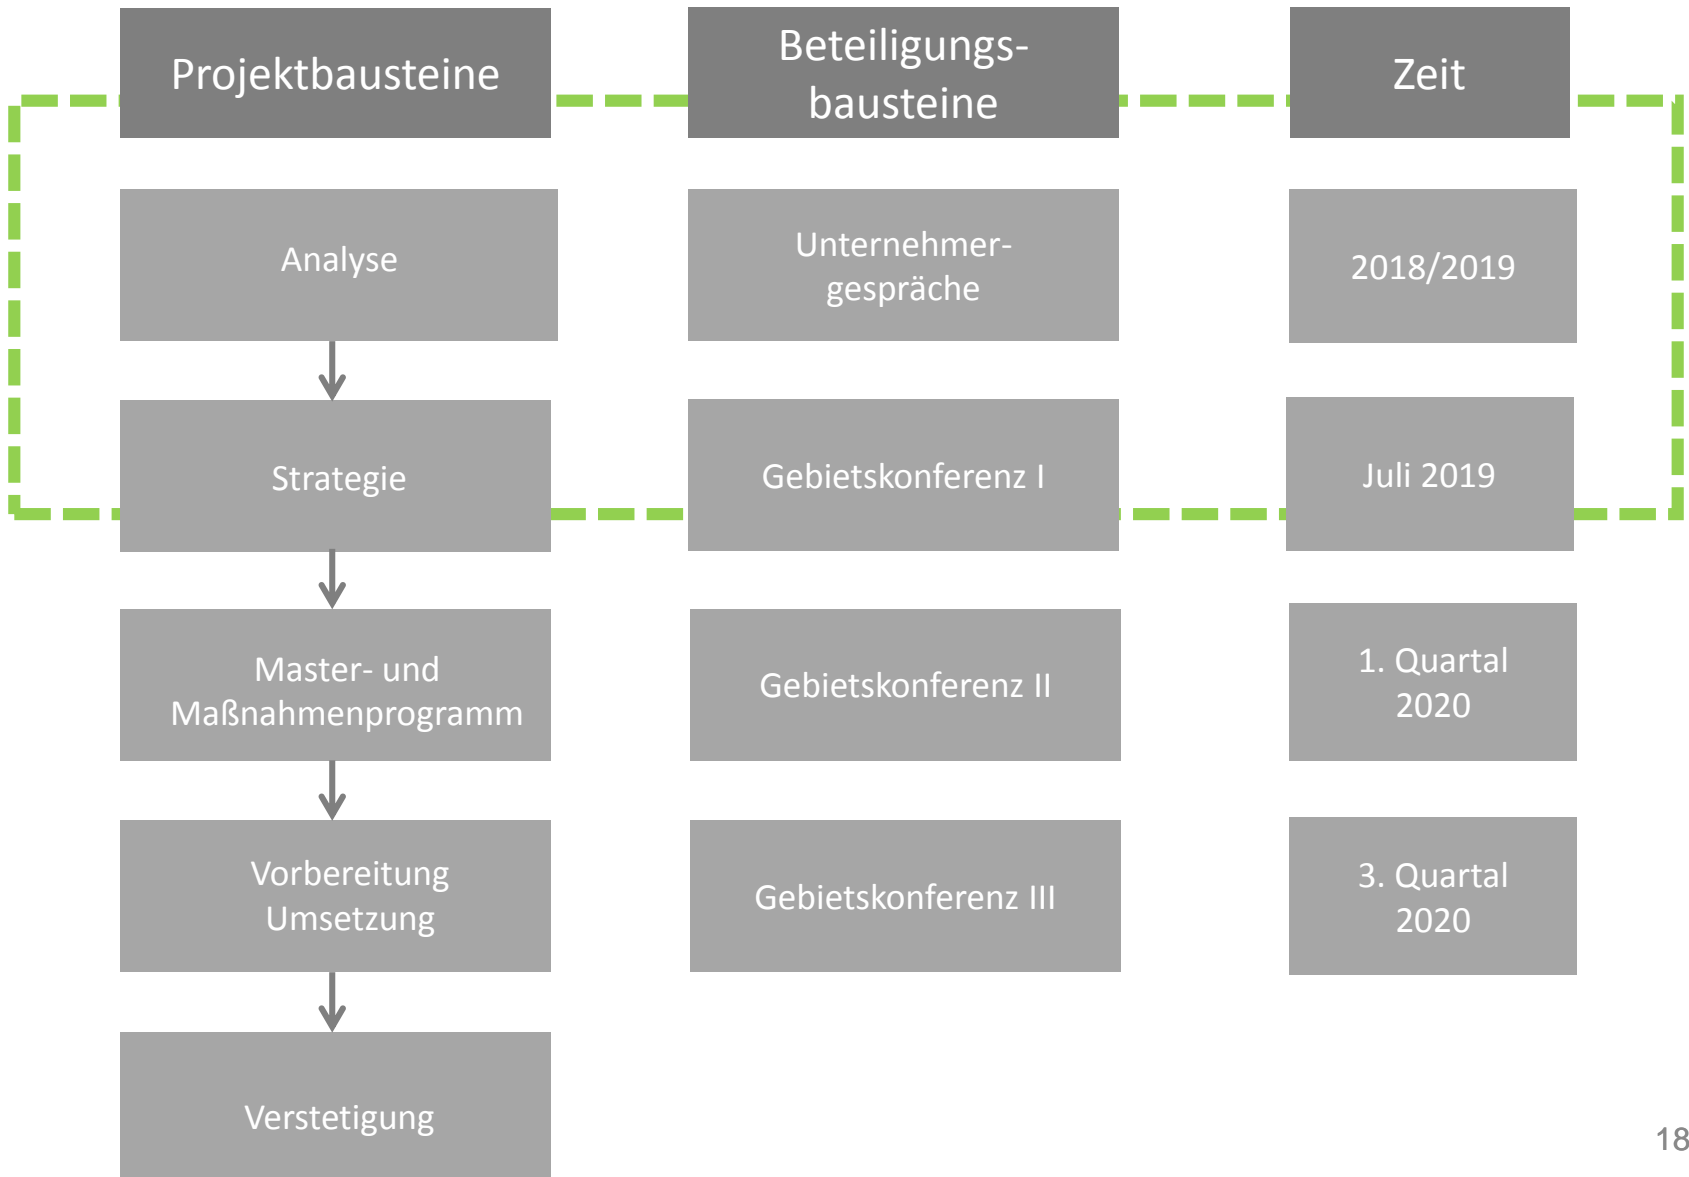 Projektbausteine
Beteiligungs-
bausteine
Zeit
Analyse
Unternehmer-
gespräche
2018/2019
Strategie
Gebietskonferenz I
Juli 2019
Master- und
Maßnahmenprogramm
Gebietskonferenz II
1. Quartal
2020
Vorbereitung
Umsetzung
Gebietskonferenz III
3. Quartal
2020
Verstetigung
18